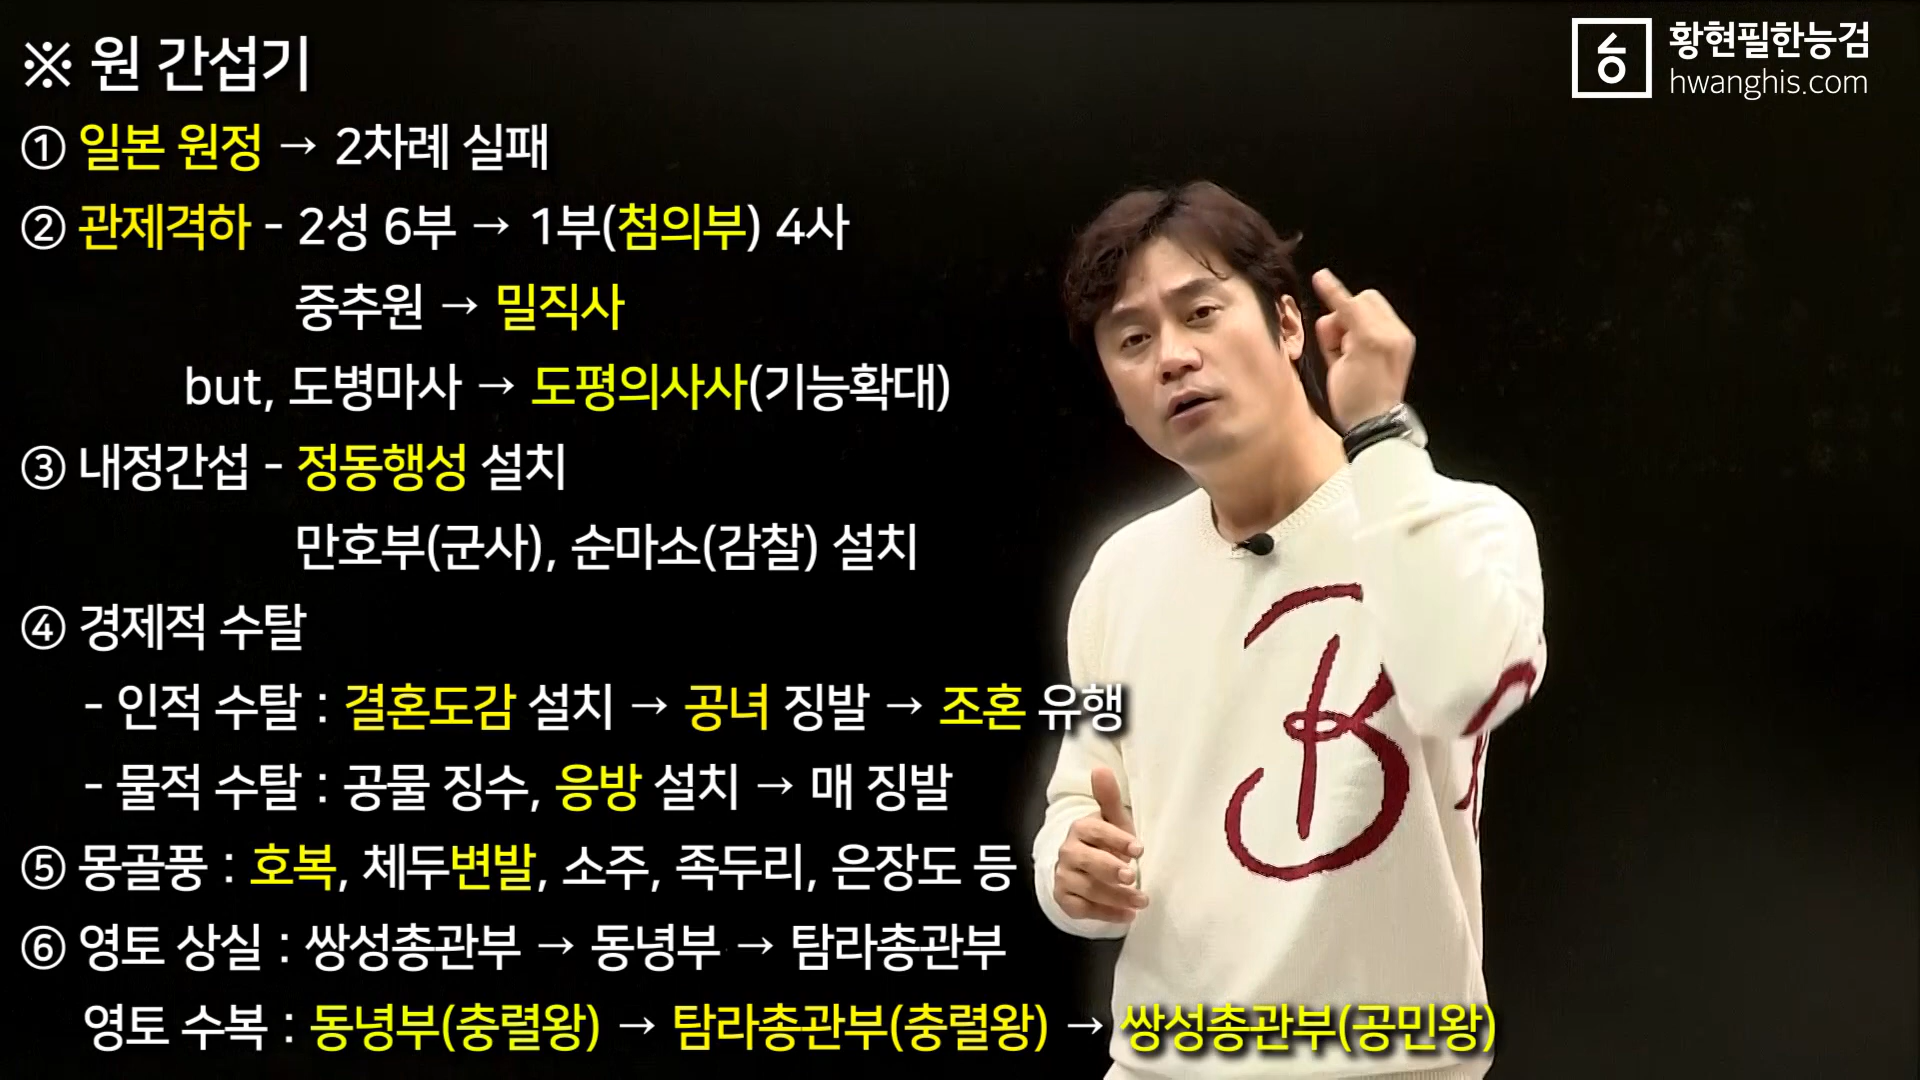 ※ 원 간섭기
황현필한능검
hwanghis.com
① 일본 원정 → 2차례 실패
② 관제격하 - 2성 6부 → 1부(첨의부) 4사
중추원 → 밀직사
but, 도병마사 → 도평의사사(기능확대)
③ 내정간섭 - 정동행성 설치
만호부(군사), 순마소(감찰) 설치
④ 경제적 수탈
- 인적 수탈 : 결혼도감 설치 → 공녀 징발 → 조혼 유행
- 물적 수탈 : 공물 징수, 응방 설치 → 매 징발
⑤ 몽골풍 : 호복, 체두변발, 소주, 족두리, 은장도 등
⑥ 영토 상실 : 쌍성총관부 → 동녕부 → 탐라총관부
영토 수복 : 동녕부(충렬왕) → 탐라총관부(충렬왕) → 쌍성총관부(공민왕)
B